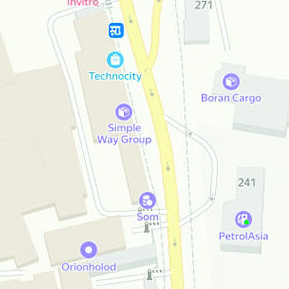 Invitro
271
Technocity
Boran Cargo
Simple
Way Group
241
Som
PetrolAsia
Orionholod